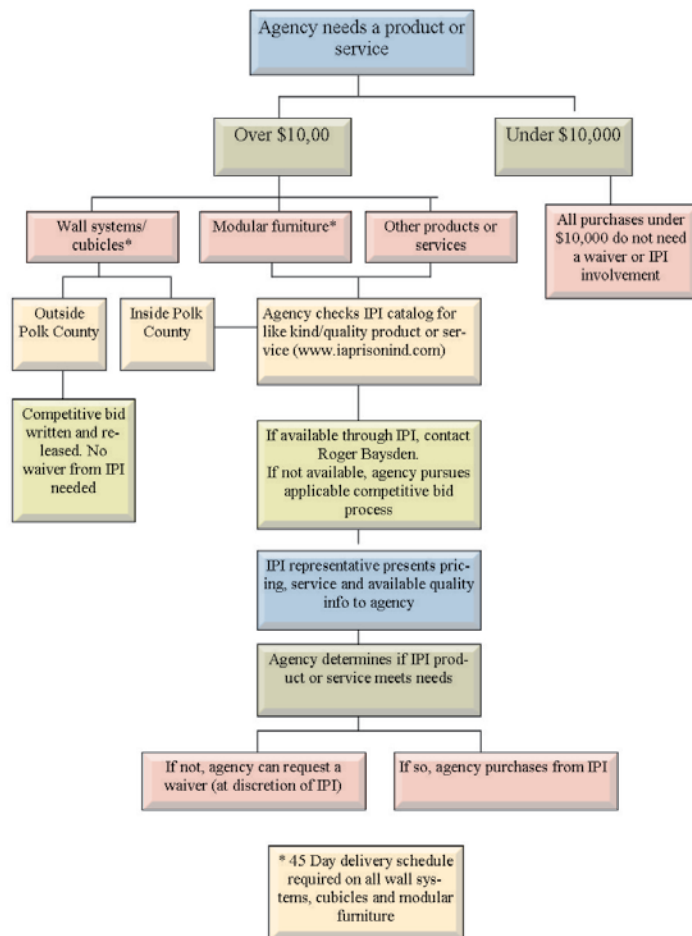 Agency needs a product or
service
Over $10,00
Under $10,000
Wall systems/
cubicles*
Modular furniture*
Other products or
services
All purchases under
$10,000 do not need
a waiver or IPI
involvement
Outside
Polk County
Inside Polk
County
Agency checks IPI catalog for
like kind/quality product or ser-
vice (www.iaprisonind.com)
Competitive bid
written and re-
leased. No
waiver from IPI
needed
If available through IPI, contact
Roger Baysden.
If not available, agency pursues
applicable competitive bid
process
IPI representative presents pric-
ing, service and available quality
info to agency
Agency determines if IPI prod-
uct or service meets needs
If not, agency can request a
waiver (at discretion of IPI)
If so, agency purchases from IPI
* 45 Day delivery schedule
required on all wall sys-
tems, cubicles and modular
furniture